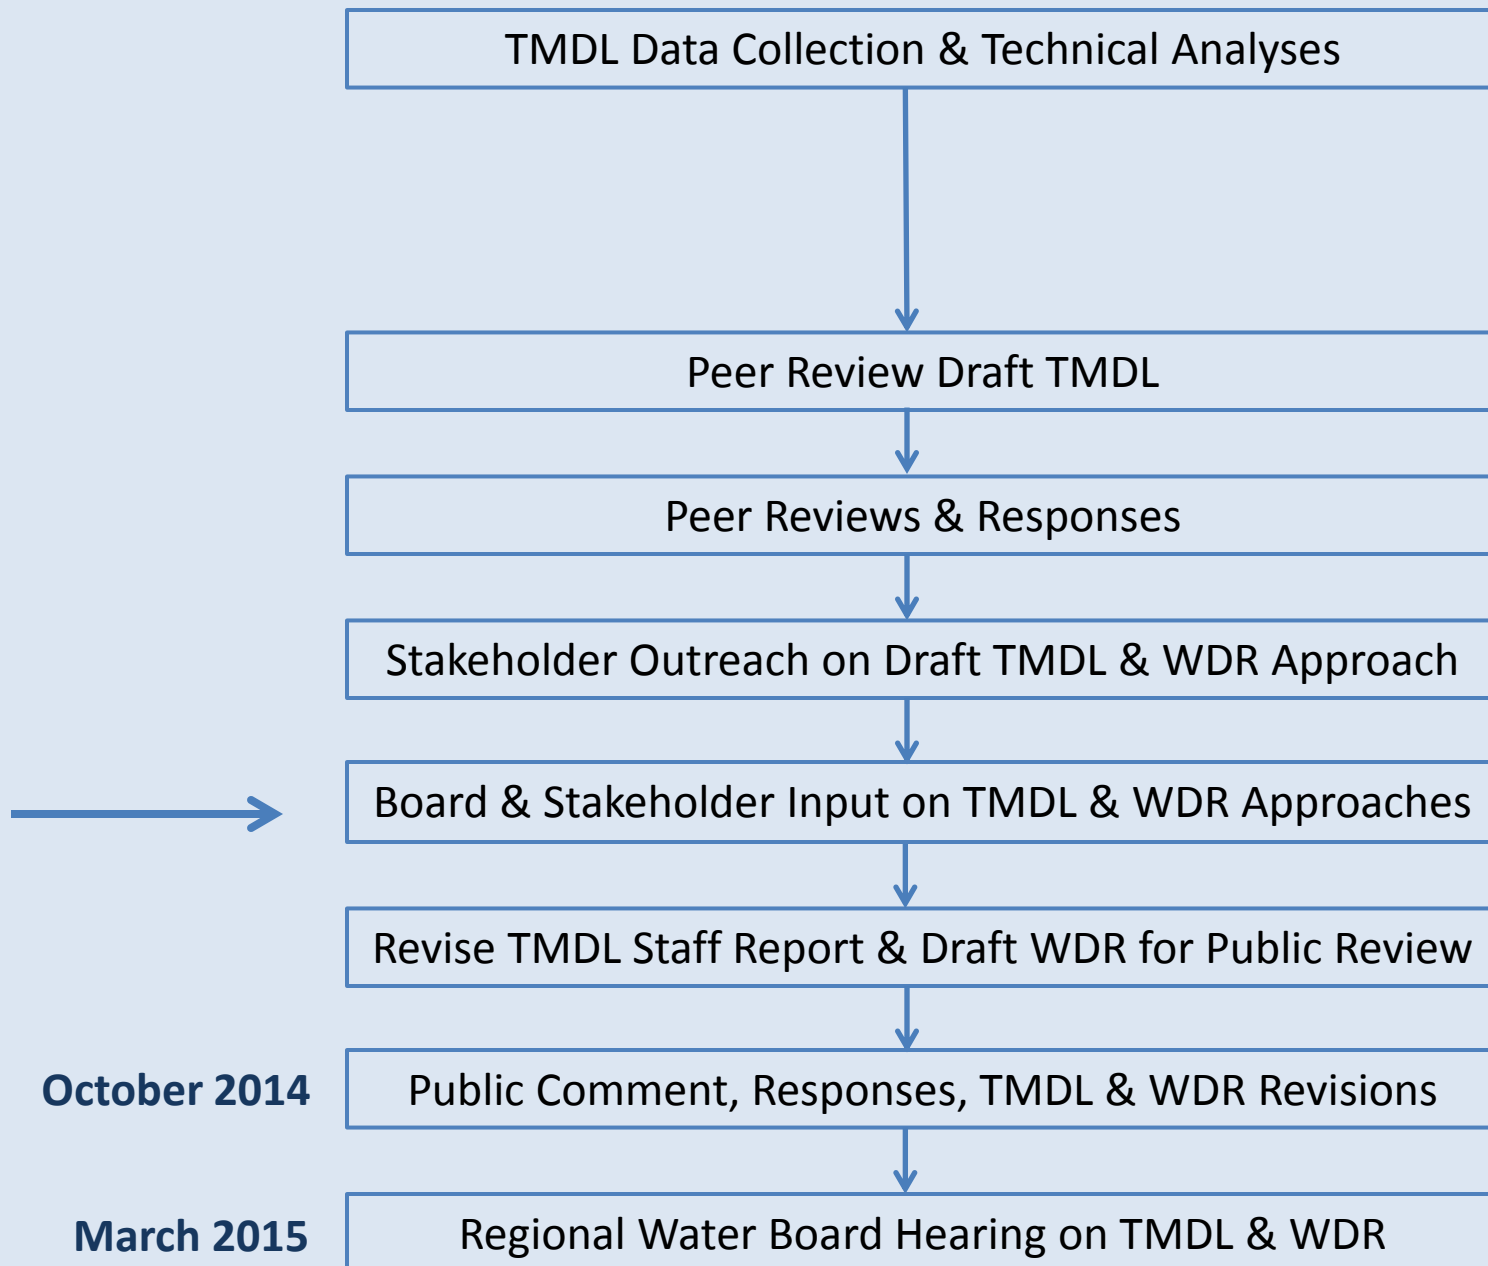 TMDL Data Collection & Technical Analyses
Peer Review Draft TMDL
Peer Reviews & Responses
Stakeholder Outreach on Draft TMDL & WDR Approach
Board & Stakeholder Input on TMDL & WDR Approaches
Revise TMDL Staff Report & Draft WDR for Public Review
October 2014 Public Comment, Responses, TMDL & WDR Revisions
March 2015 Regional Water Board Hearing on TMDL & WDR